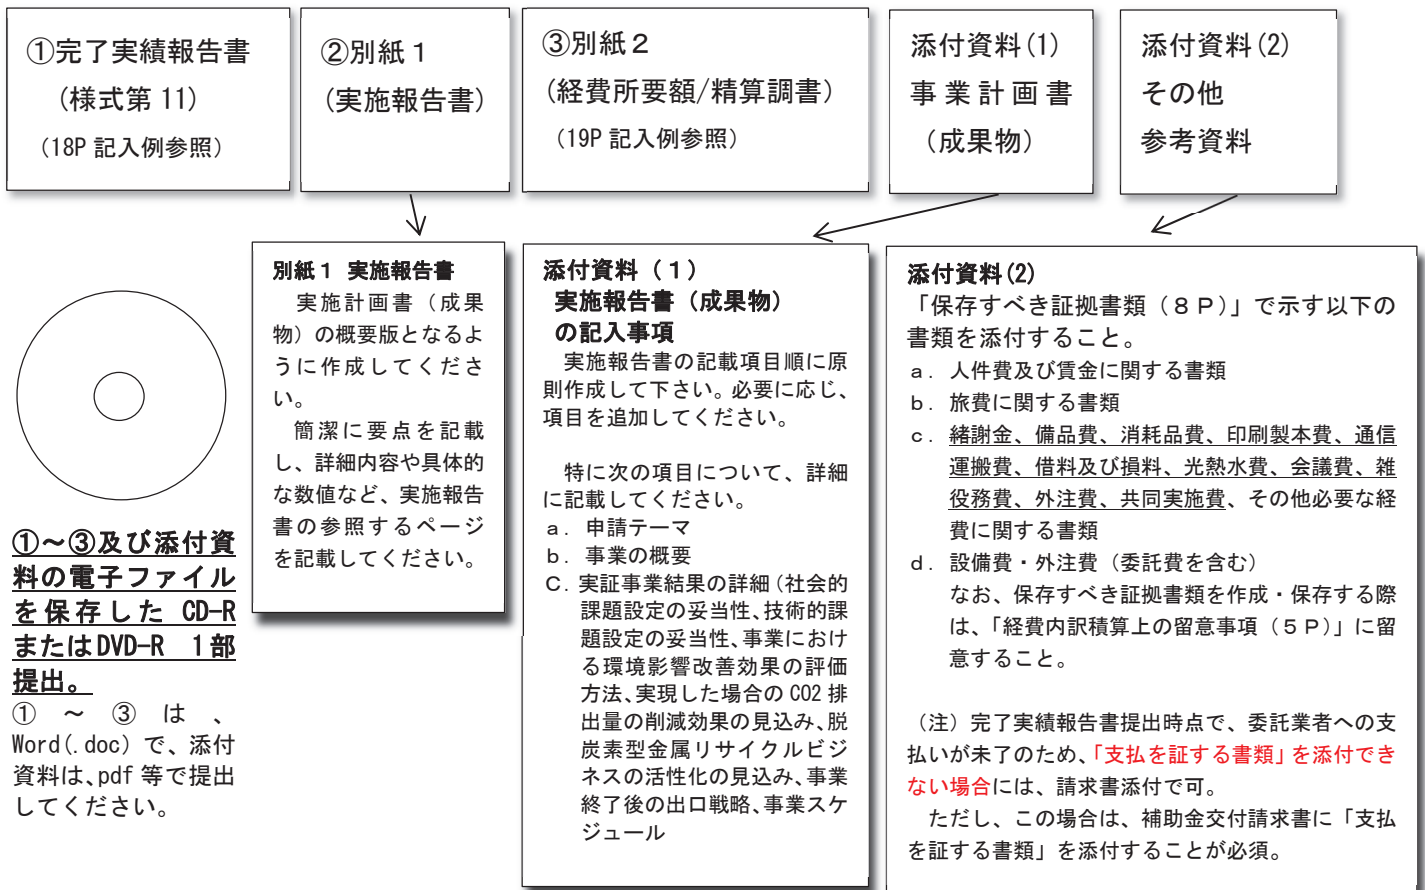 ①完了実績報告書
(様式第 11)
(18P 記入例参照)
②別紙１
(実施報告書)
③別紙２
(経費所要額/精算調書)
(19P 記入例参照)
添付資料(1)
事業計画書
(成果物)
添付資料(2)
その他
参考資料
①～③及び添付資
料の電子ファイル
を保存した CD-R
または DVD-R　1 部
提出。
① ～ ③ は 、
Word(.doc) で、添付
資料は、pdf 等で提出
してください。
別紙１ 実施報告書
実施計画書（成果
物）の概要版となるよ
うに作成してくださ
い。
簡潔に要点を記載
し、詳細内容や具体的
な数値など、実施報告
書の参照するページ
を記載してください。
添付資料（１）
実施報告書（成果物）
の記入事項
実施報告書の記載項目順に原
則作成して下さい。必要に応じ、
項目を追加してください。
特に次の項目について、詳細
に記載してください。
a. 申請テーマ
b. 事業の概要
C. 実証事業結果の詳細（社会的
課題設定の妥当性、技術的課
題設定の妥当性、事業におけ
る環境影響改善効果の評価
方法、実現した場合の CO2 排
出量の削減効果の見込み、脱
炭素型金属リサイクルビジ
ネスの活性化の見込み、事業
終了後の出口戦略、事業スケ
ジュール
添付資料(2)
「保存すべき証拠書類（８Ｐ）」で示す以下の
書類を添付すること。
ａ．人件費及び賃金に関する書類
ｂ．旅費に関する書類
ｃ．緒謝金、備品費、消耗品費、印刷製本費、通信
運搬費、借料及び損料、光熱水費、会議費、雑
役務費、外注費、共同実施費、その他必要な経
費に関する書類
ｄ．設備費・外注費（委託費を含む）
なお、保存すべき証拠書類を作成・保存する際
は、「経費内訳積算上の留意事項（５Ｐ）」に留
意すること。
（注）完了実績報告書提出時点で、委託業者への支
払いが未了のため、「支払を証する書類」を添付でき
ない場合には、請求書添付で可。
ただし、この場合は、補助金交付請求書に「支払
を証する書類」を添付することが必須。